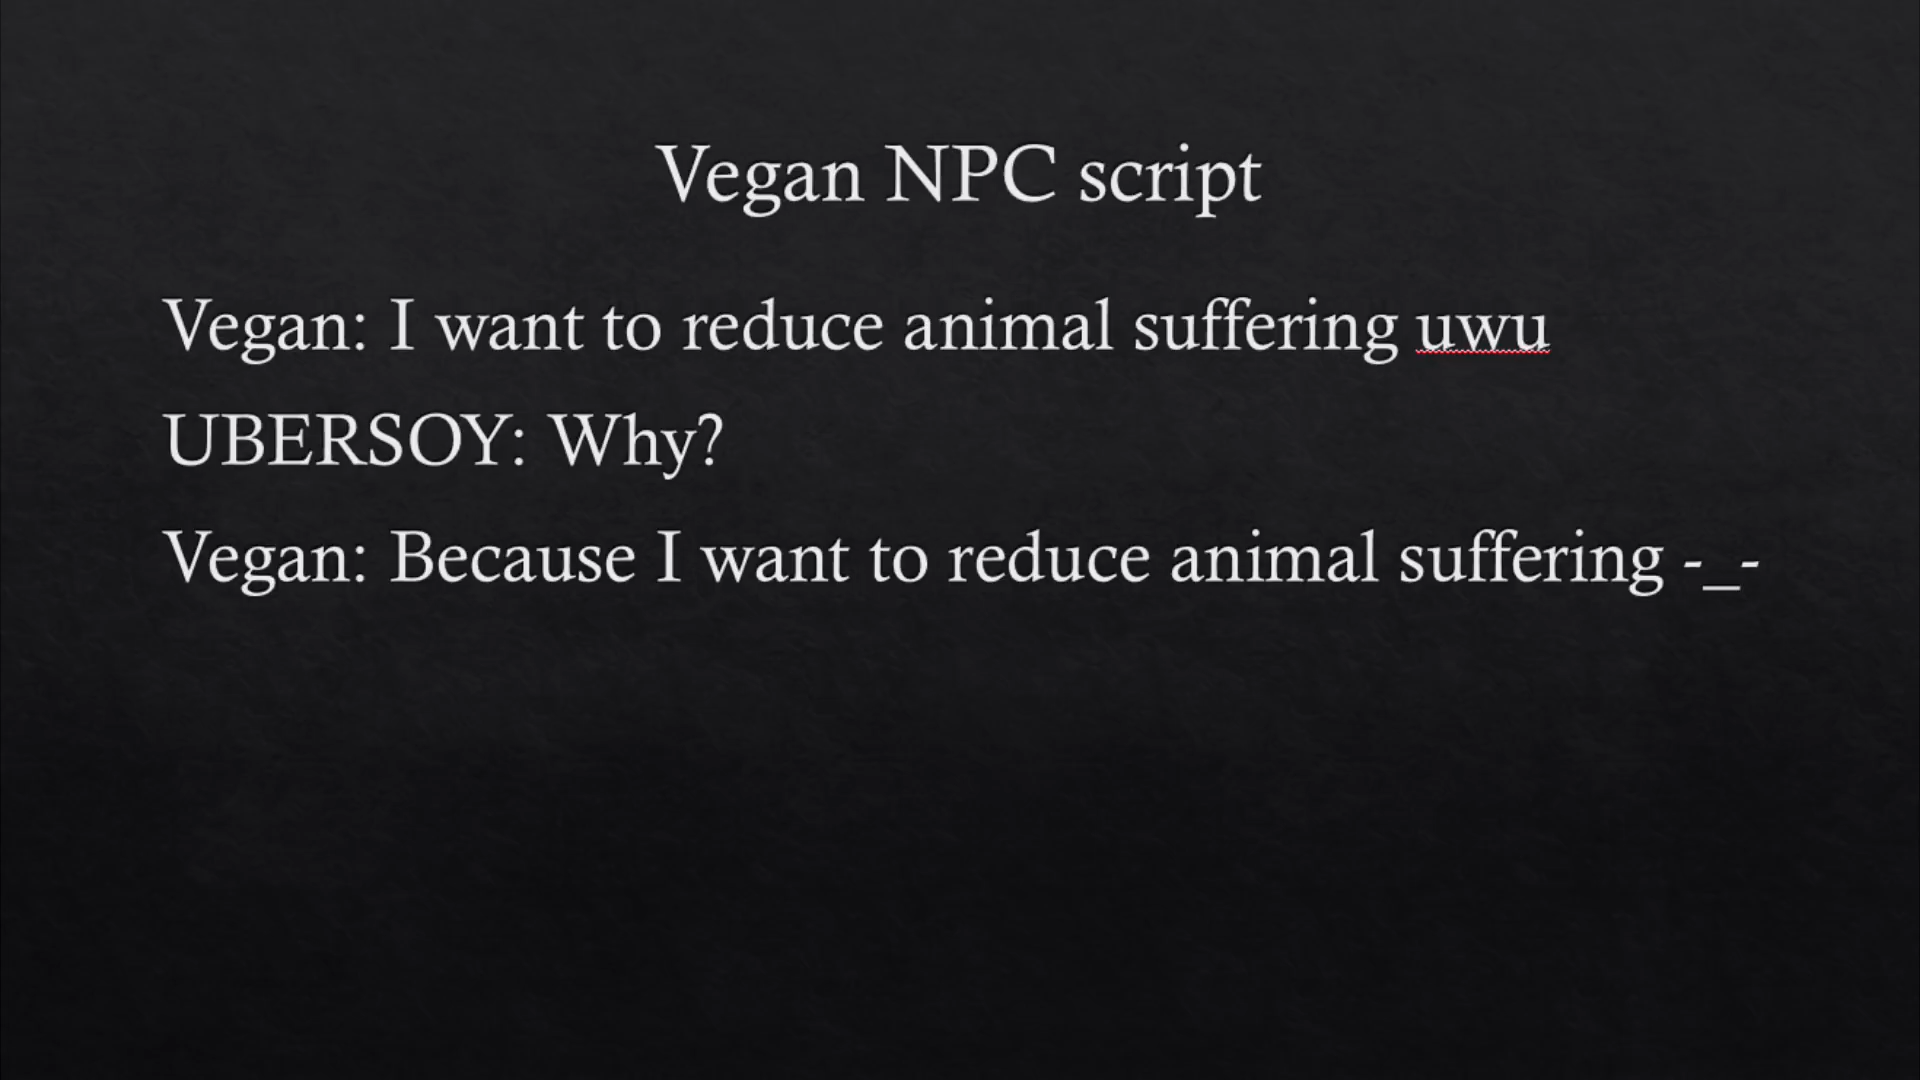 Vegan NPC script
Vegan: I want to reduce animal suffering uwu
UBERSOY: Why?
Vegan: Because I want to reduce animal suffering -_-